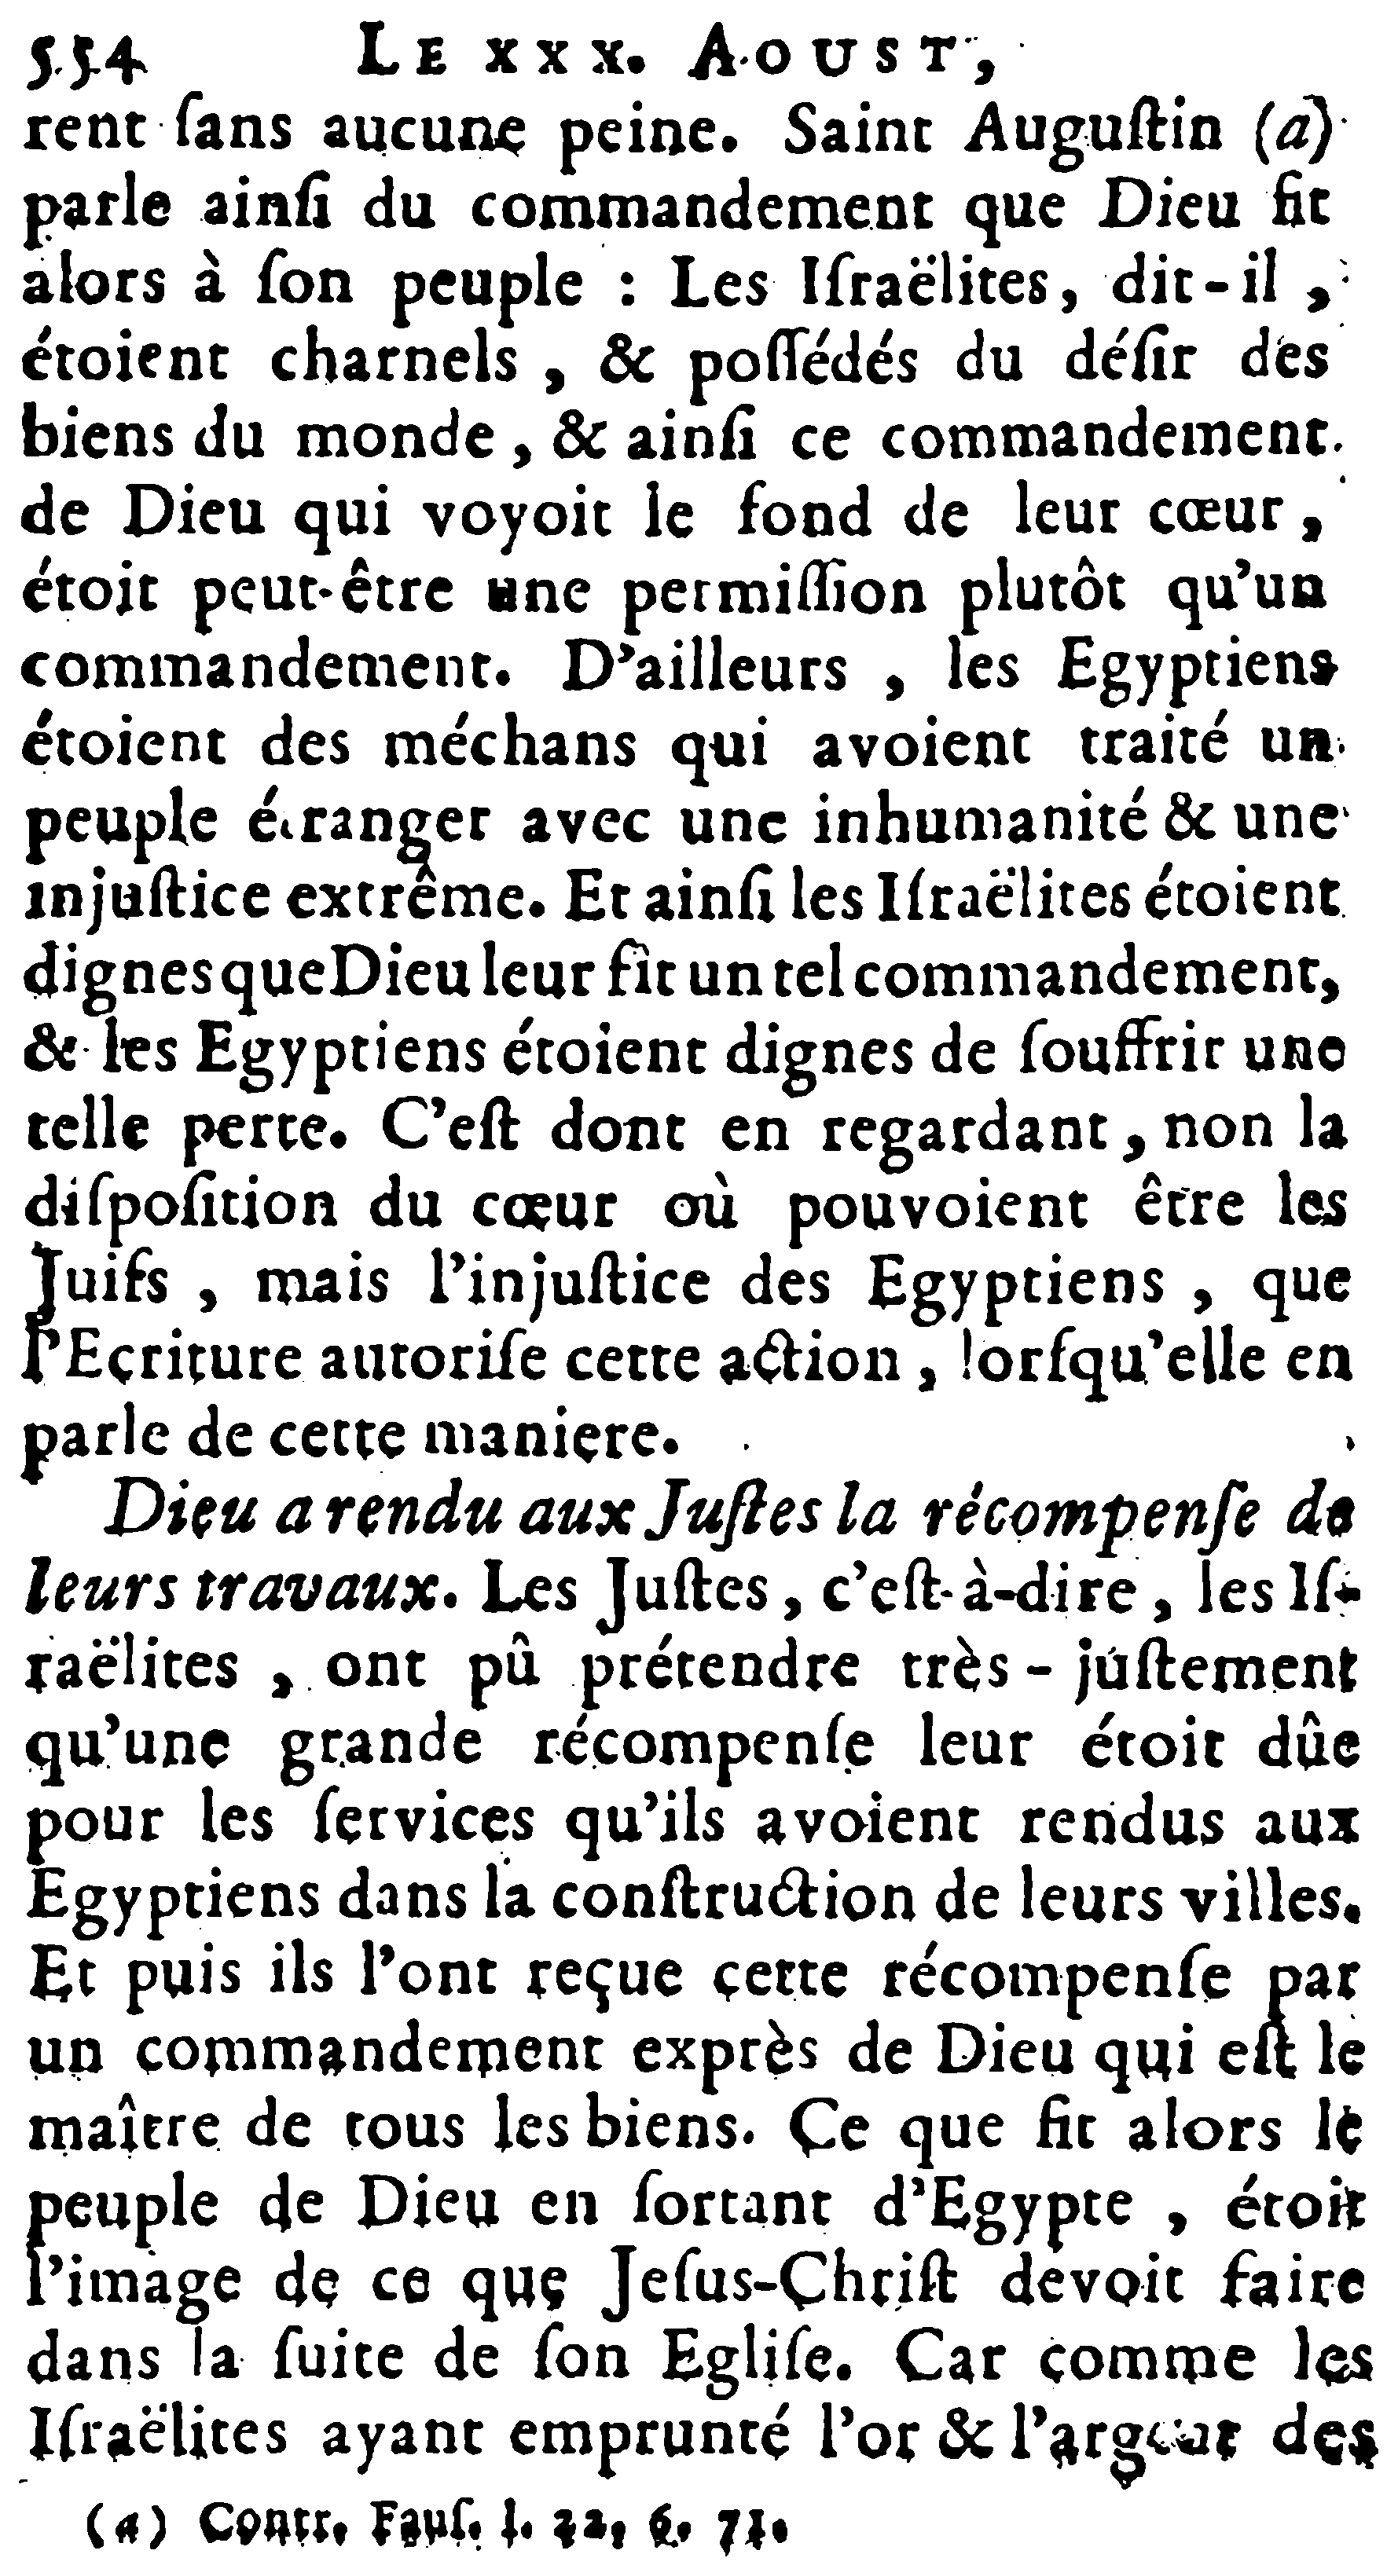 554 LE XXX. AOUST,
rent ſans aucune peine. Saint Auguſtin (a)
parle ainſi du commandement que Dieu fit
alors à ſon peuple : Les Iſraëlites, dit-il,
étoient charnels, & poſſédés du déſir des
biens du monde, & ainſi ce commandement
de Dieu qui voyoit le fond de leur cœur,
étoit peut-être une permiſſion plutôt qu'un
commandement. D'ailleurs, les Egyptiens
étoient des méchans qui avoient traité un
peuple étranger avec une inhumanité & une
injuſtice extrême. Et ainſi les Iſraëlites étoient
dignes que Dieu leur fît un tel commandement,
& les Egyptiens étoient dignes de ſouffrir une
telle perte. C'eſt dont en regardant, non la
diſpoſition du cœur où pouvoient être les
Juifs, mais l'injuſtice des Egyptiens, que
l'Ecriture autoriſe cette action, lorſqu'elle en
parle de cette maniere.
Dieu a rendu aux Juſtes la récompenſe de
leurs travaux. Les Juſtes, c'eſt-à-dire, les Iſ-
raëlites, ont pû prétendre très-juſtement
qu'une grande récompenſe leur étoit dûe
pour les ſervices qu'ils avoient rendus aux
Egyptiens dans la conſtruction de leurs villes.
Et puis ils l'ont reçue cette récompenſe par
un commandement exprès de Dieu qui eſt le
maître de tous les biens. Ce que fit alors le
peuple de Dieu en ſortant d'Egypte, étoit
l'image de ce que Jeſus-Chriſt devoit faire
dans la ſuite de ſon Egliſe. Car comme les
Iſraëlites ayant emprunté l'or & l'argent des
(a) Contr. Fauſ. l. 22, c. 71.